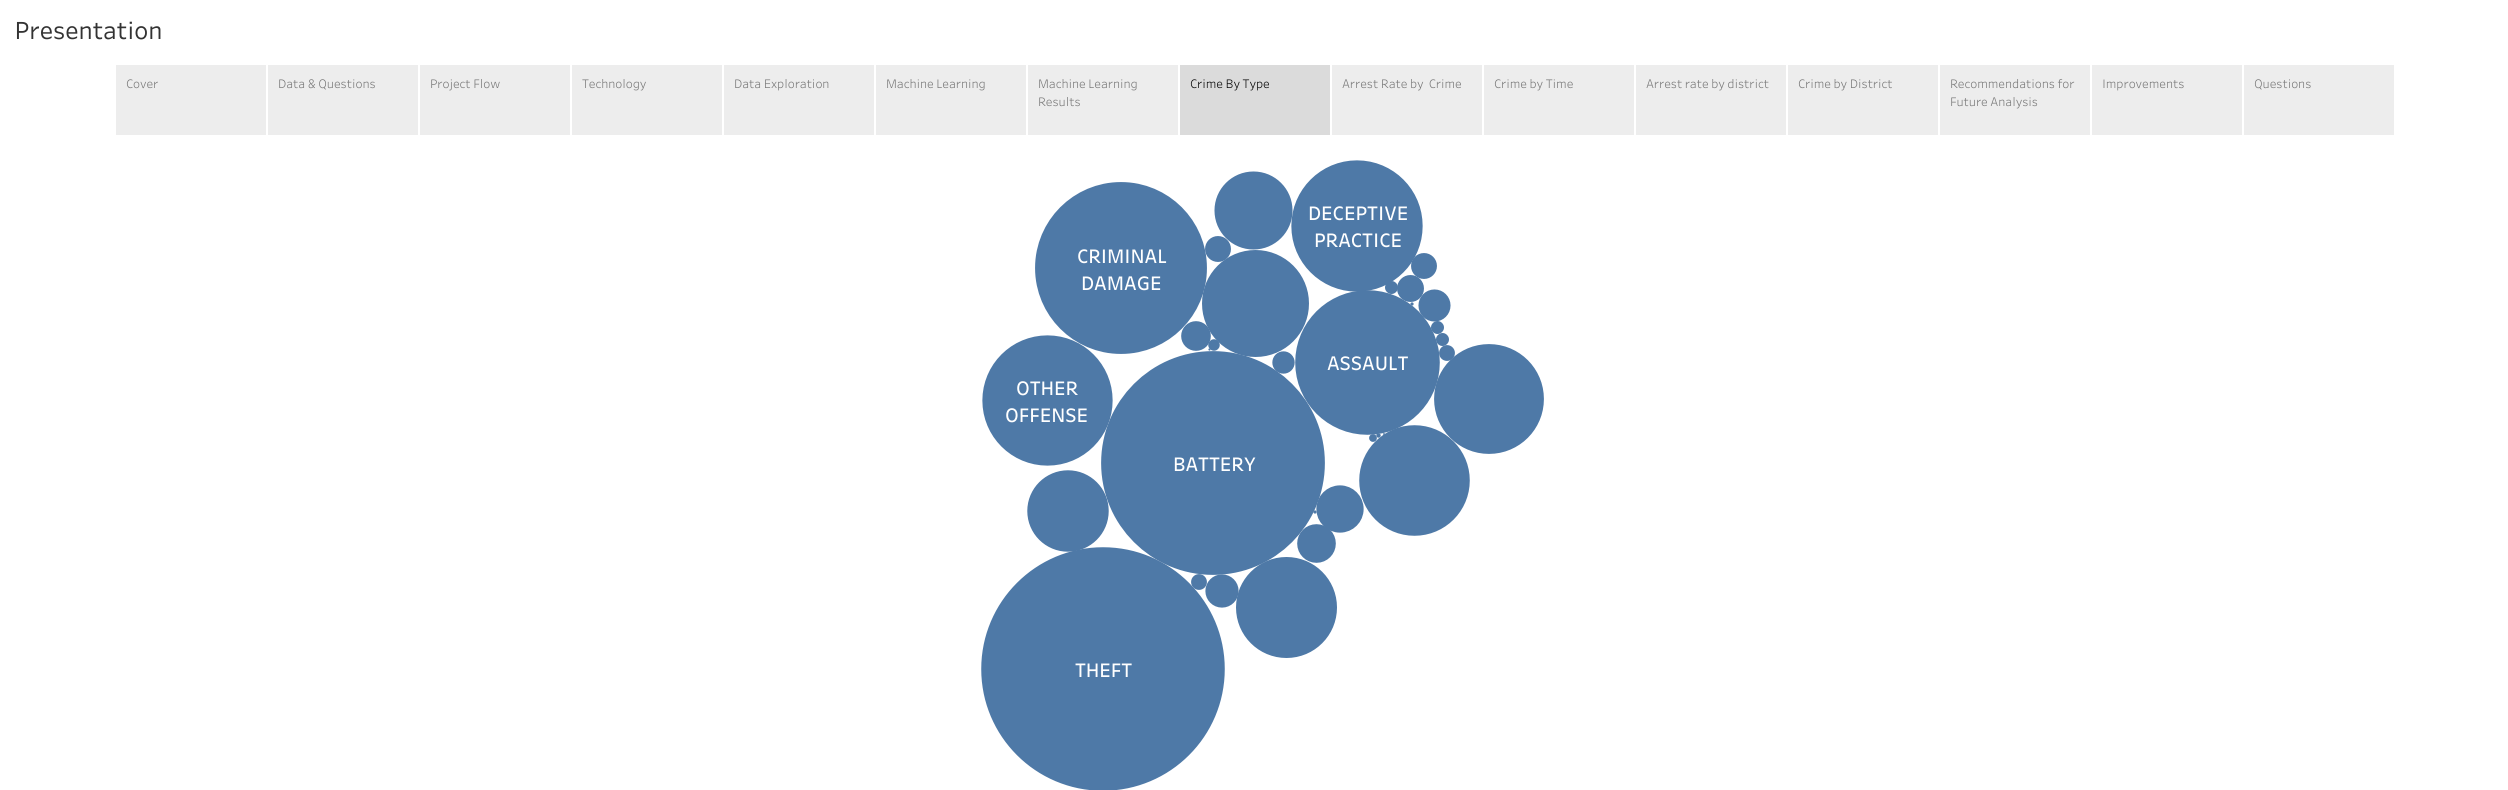 Presentation
Cover
Data & Questions
Project Flow
Technology
Data Exploration
Machine Learning
Machine Learning
Results
Crime By Type
Arrest Rate by Crime
Crime by Time
Arrest rate by district
Crime by District
Recommendations for
Future Analysis
Improvements
Questions
DECEPTIVE
PRACTICE
CRIMINAL
DAMAGE
ASSAULT
OTHER
OFFENSE
BATTERY
THEFT